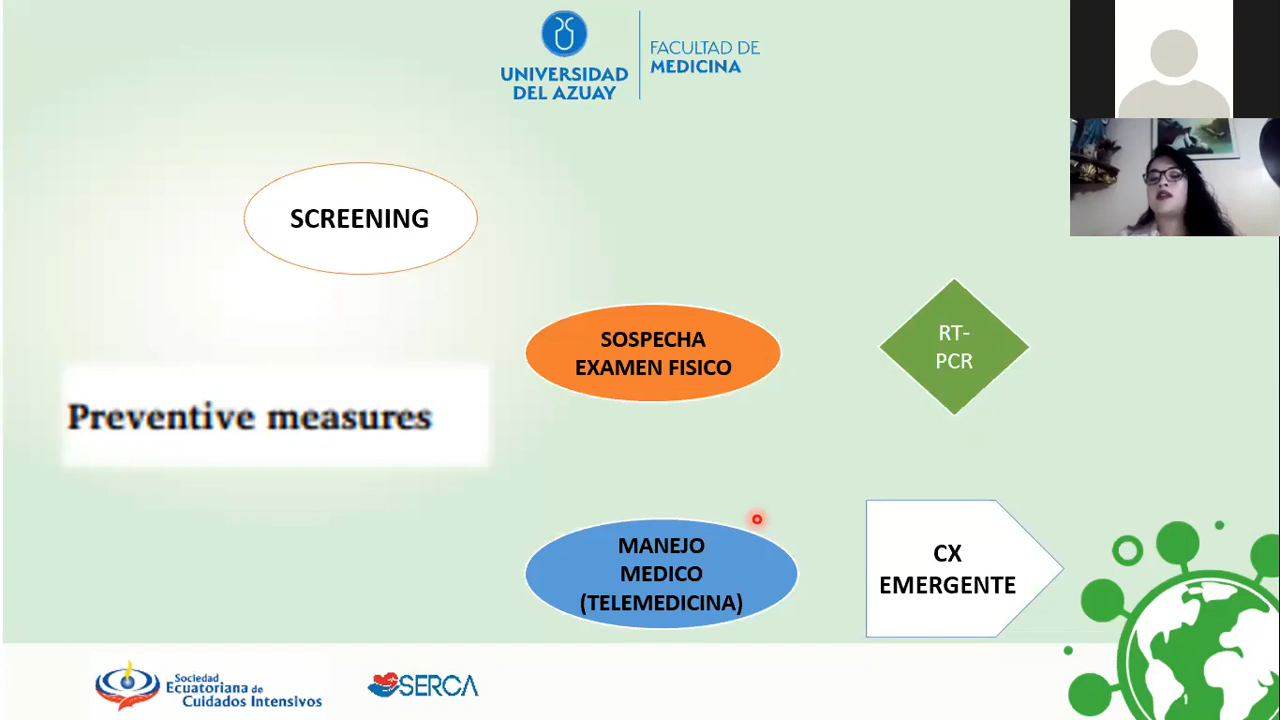 UNIVERSIDAD
DEL AZUAY
FACULTAD DE
MEDICINA
SCREENING
SOSPECHA
EXAMEN FISICO
RT-
PCR
Preventive measures
MANEJO
MEDICO
(TELEMEDICINA)
CX
EMERGENTE
Sociedad
Ecuatoriana de
Cuidados Intensivos
SERCA